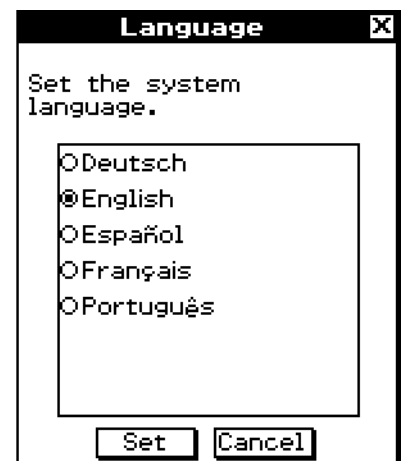 Language
Set the system
language.
Deutsch
English
Español
Français
Português
Set Cancel